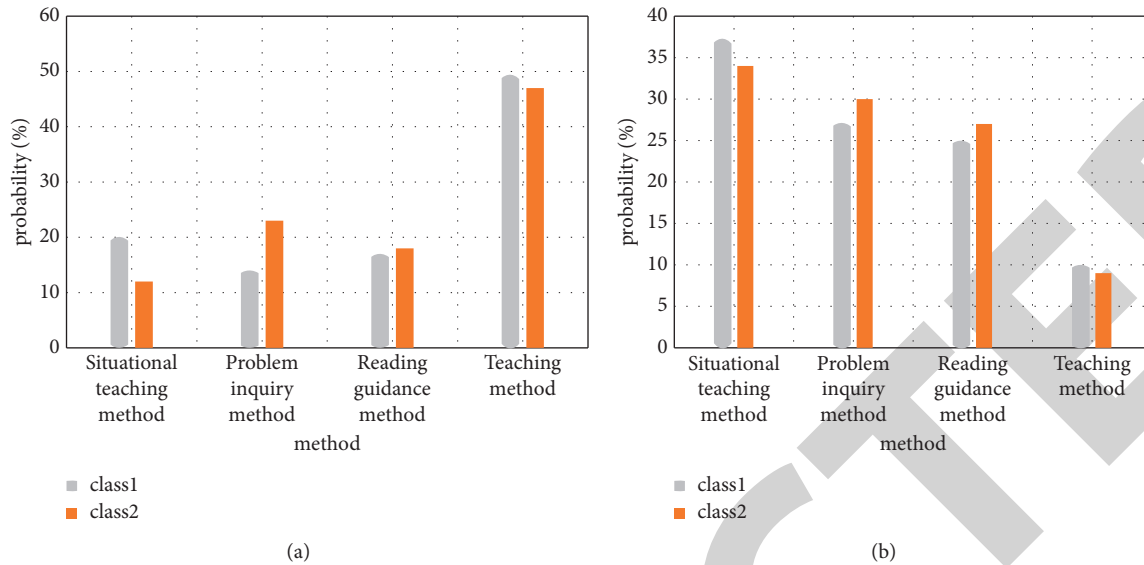 60
50
40
30
20
10
0
probability (%)
Situational
teaching
method
Problem
inquiry
method
Reading
guidance
method
Teaching
method
method
class1
class2
(a)
40
35
30
25
20
15
10
5
0
probability (%)
Situational
teaching
method
Problem
inquiry
method
Reading
guidance
method
Teaching
method
method
class1
class2
(b)